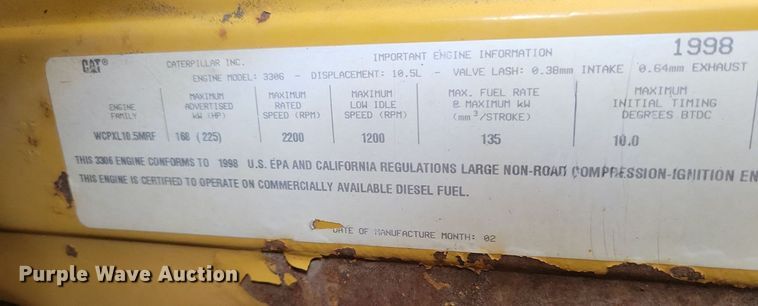 CAT® CATERPILLAR INC. IMPORTANT ENGINE INFORMATION 1998
ENGINE MODEL: 3306 - DISPLACEMENT: 10.5L - VALVE LASH: 0.38mm INTAKE 0.64mm EXHAUST
ENGINE FAMILY
MAXIMUM ADVERTISED kW (HP)
MAXIMUM RATED SPEED (RPM)
MAXIMUM LOW IDLE SPEED (RPM)
MAX. FUEL RATE @ MAXIMUM kW (mm³/STROKE)
MAXIMUM INITIAL TIMING DEGREES BTDC
WCPXL10.5MRF 168 (225) 2200 1200 135 10.0
THIS 3306 ENGINE CONFORMS TO 1998 U.S. EPA AND CALIFORNIA REGULATIONS LARGE NON-ROAD COMPRESSION-IGNITION EN
THIS ENGINE IS CERTIFIED TO OPERATE ON COMMERCIALLY AVAILABLE DIESEL FUEL.
DATE OF MANUFACTURE MONTH: 02
Purple Wave Auction